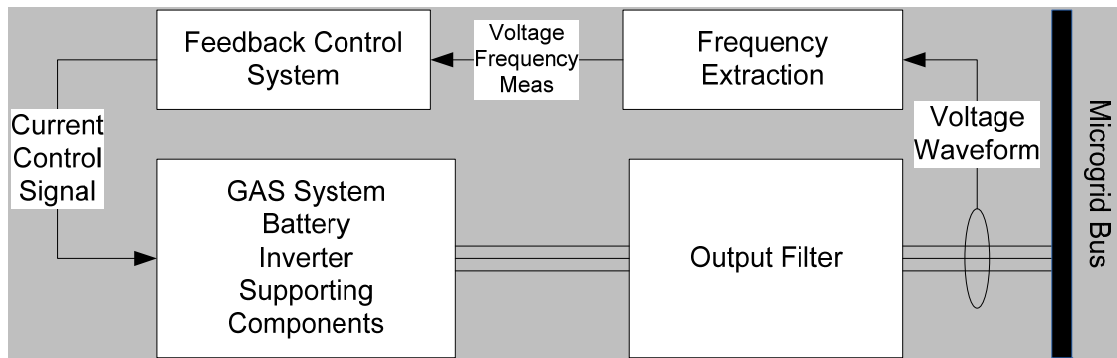 Feedback Control
System
Voltage
Frequency
Meas
Frequency
Extraction
Current
Control
Signal
Voltage
Waveform
Microgrid Bus
GAS System
Battery
Inverter
Supporting
Components
Output Filter